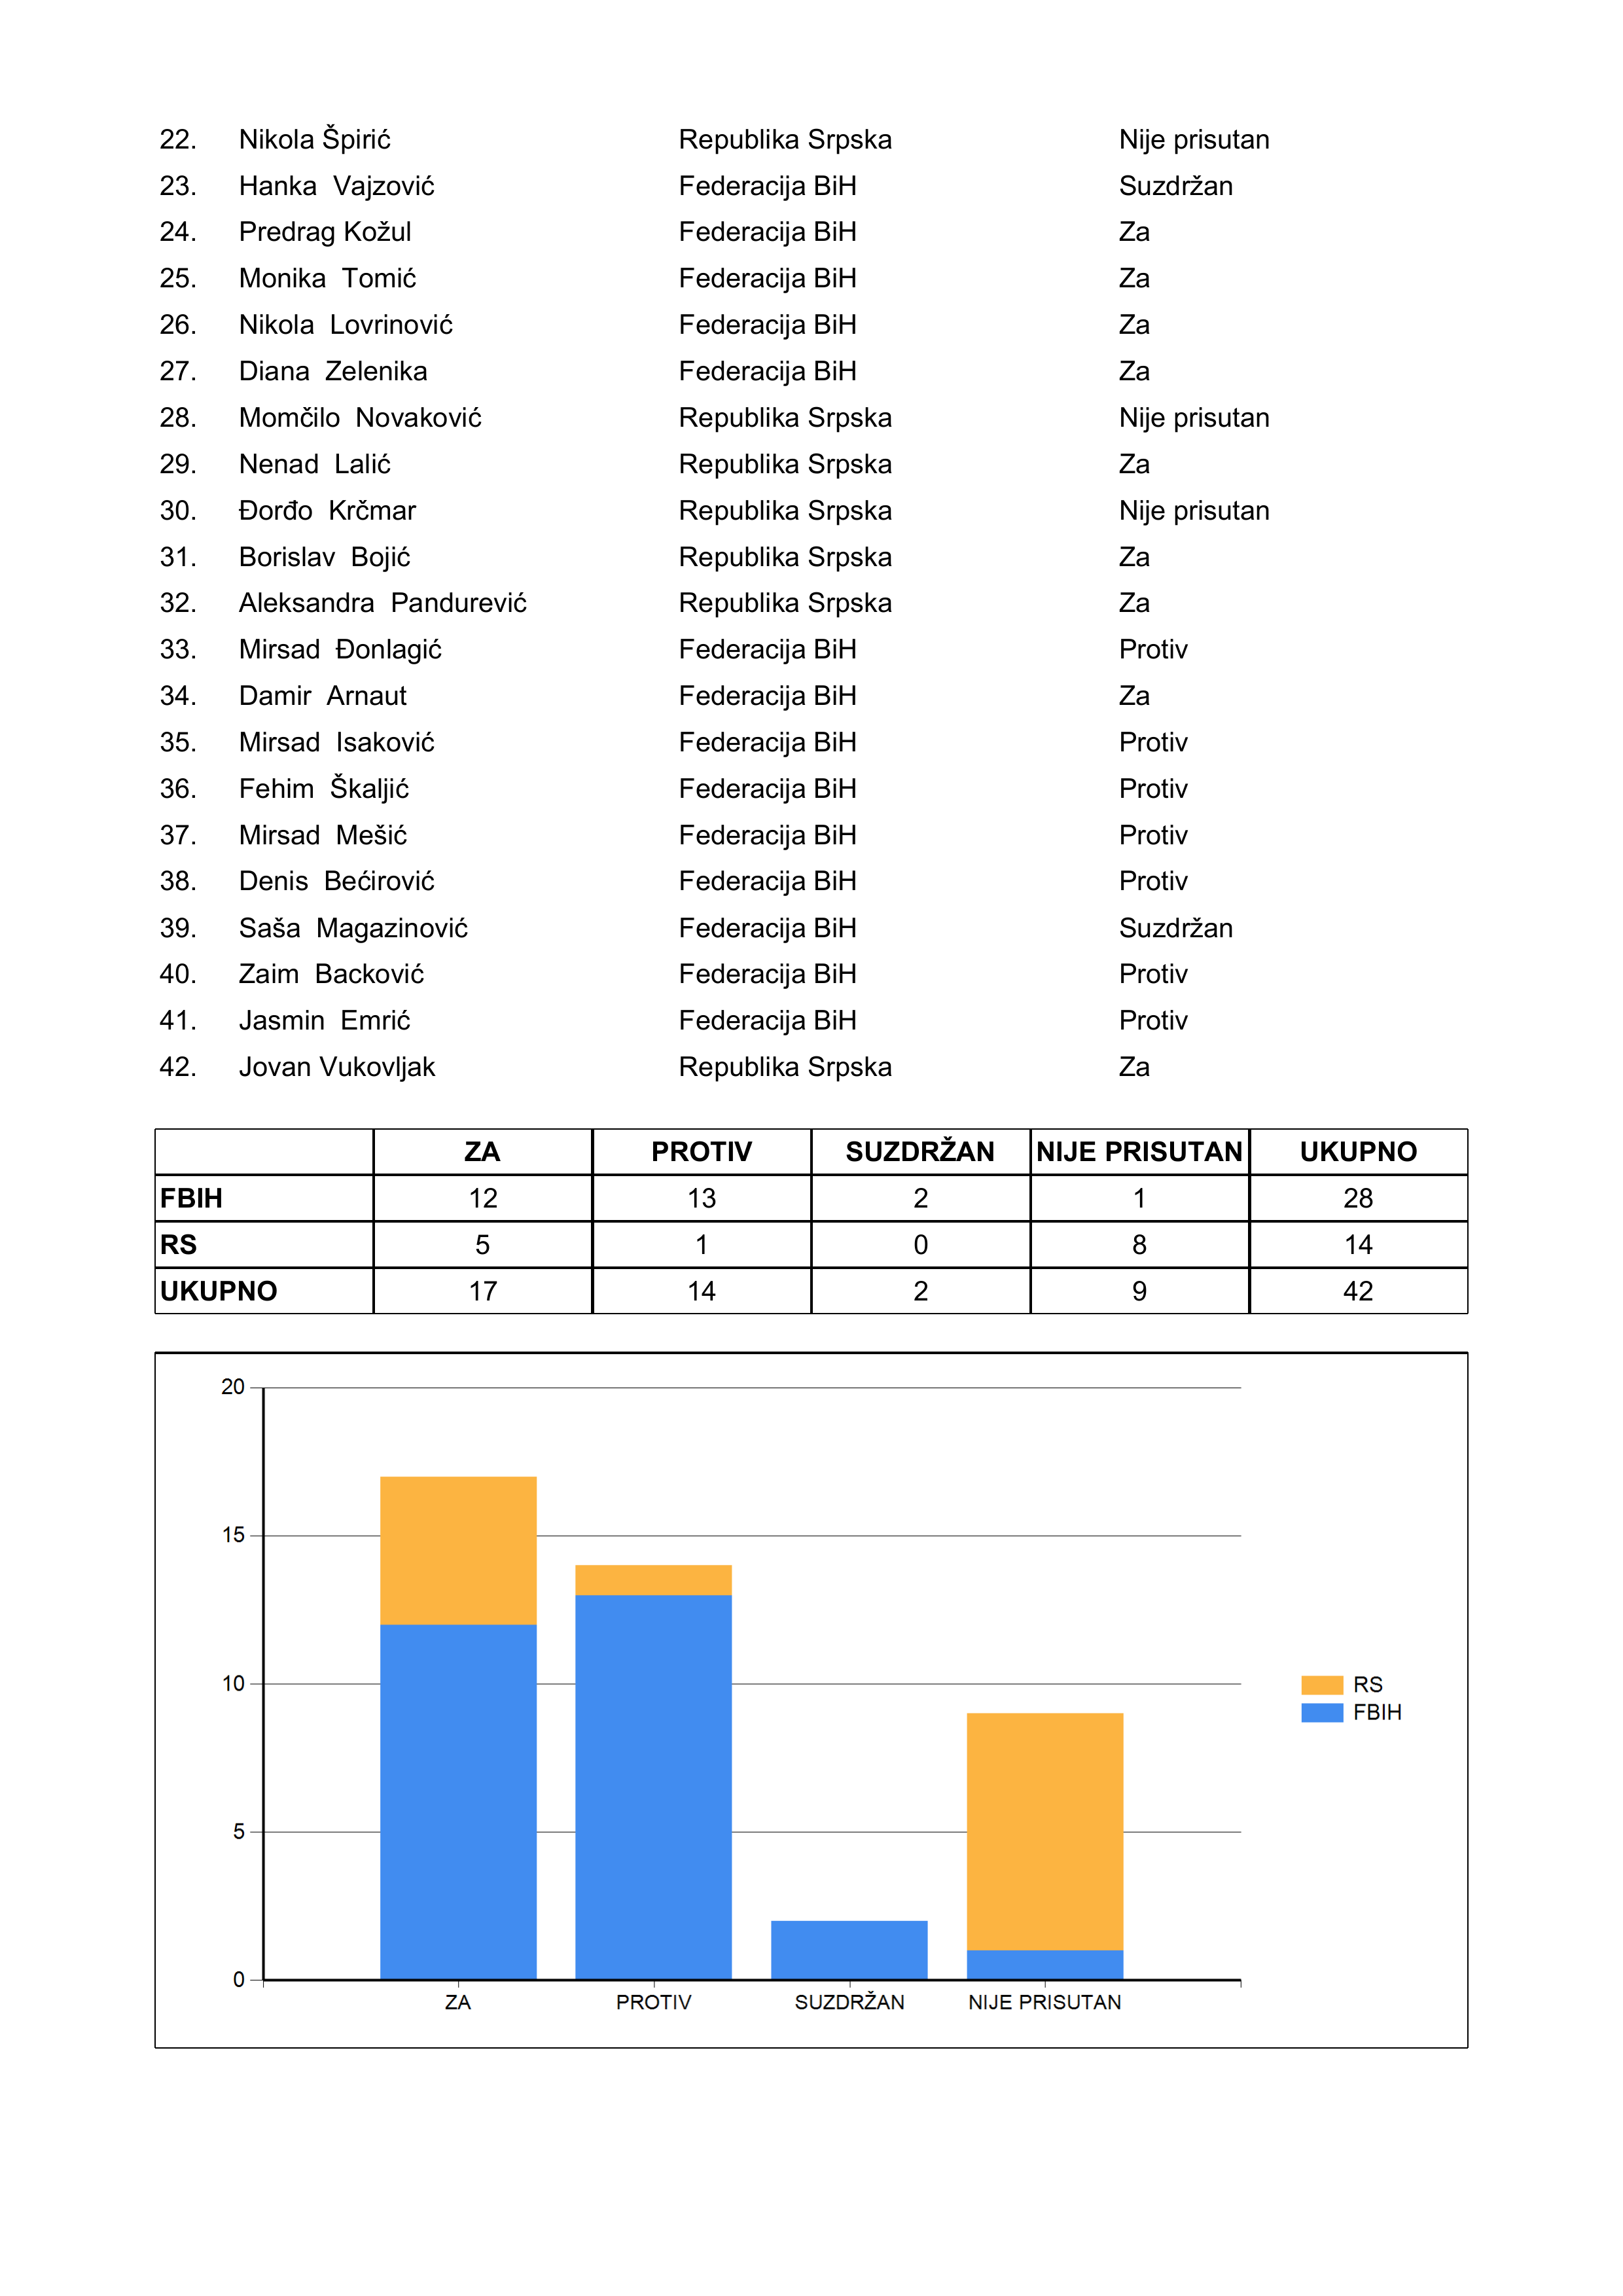 22. Nikola Špirić Republika Srpska Nije prisutan
23. Hanka Vajzović Federacija BiH Suzdržan
24. Predrag Kožul Federacija BiH Za
25. Monika Tomić Federacija BiH Za
26. Nikola Lovrinović Federacija BiH Za
27. Diana Zelenika Federacija BiH Za
28. Momčilo Novaković Republika Srpska Nije prisutan
29. Nenad Lalić Republika Srpska Za
30. Đorđo Krčmar Republika Srpska Nije prisutan
31. Borislav Bojić Republika Srpska Za
32. Aleksandra Pandurević Republika Srpska Za
33. Mirsad Đonlagić Federacija BiH Protiv
34. Damir Arnaut Federacija BiH Za
35. Mirsad Isaković Federacija BiH Protiv
36. Fehim Škaljić Federacija BiH Protiv
37. Mirsad Mešić Federacija BiH Protiv
38. Denis Bećirović Federacija BiH Protiv
39. Saša Magazinović Federacija BiH Suzdržan
40. Zaim Backović Federacija BiH Protiv
41. Jasmin Emrić Federacija BiH Protiv
42. Jovan Vukovljak Republika Srpska Za
ZA PROTIV SUZDRŽAN NIJE PRISUTAN UKUPNO
FBIH 12 13 2 1 28
RS 5 1 0 8 14
UKUPNO 17 14 2 9 42
20
15
10
5
0
ZA PROTIV SUZDRŽAN NIJE PRISUTAN
RS
FBIH